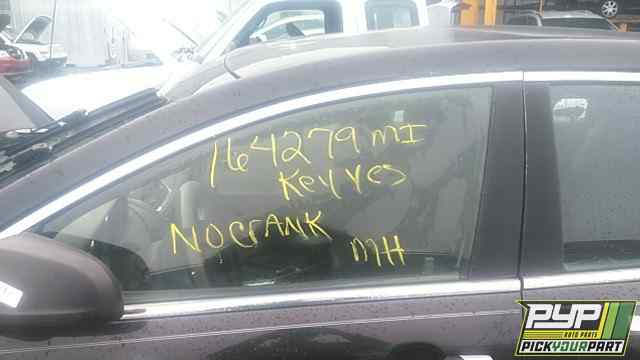 164279 MI
Key Yes
NO CrANK
MH
PYP
AUTO PARTS
PICKYOURPART